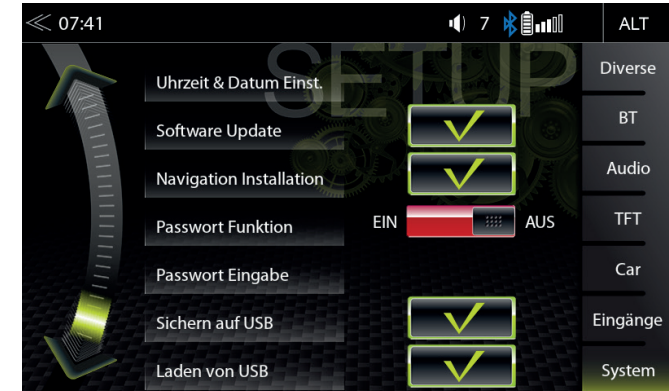 07:41 7 ALT
SETUP
Uhrzeit & Datum Einst.
Software Update
Navigation Installation
Passwort Funktion EIN AUS
Passwort Eingabe
Sichern auf USB
Laden von USB
Diverse
BT
Audio
TFT
Car
Eingänge
System